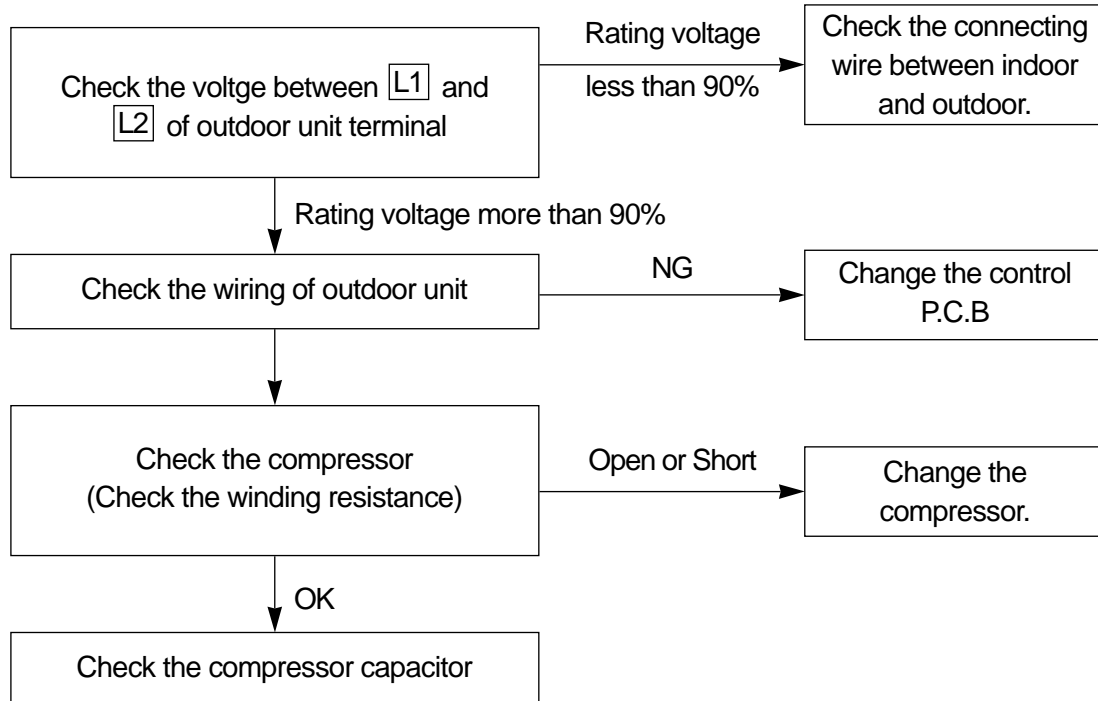 Check the voltge between L1 and
L2 of outdoor unit terminal
Rating voltage
less than 90%
Check the connecting
wire between indoor
and outdoor.
Rating voltage more than 90%
Check the wiring of outdoor unit
NG
Change the control
P.C.B
Check the compressor
(Check the winding resistance)
Open or Short
Change the
compressor.
OK
Check the compressor capacitor